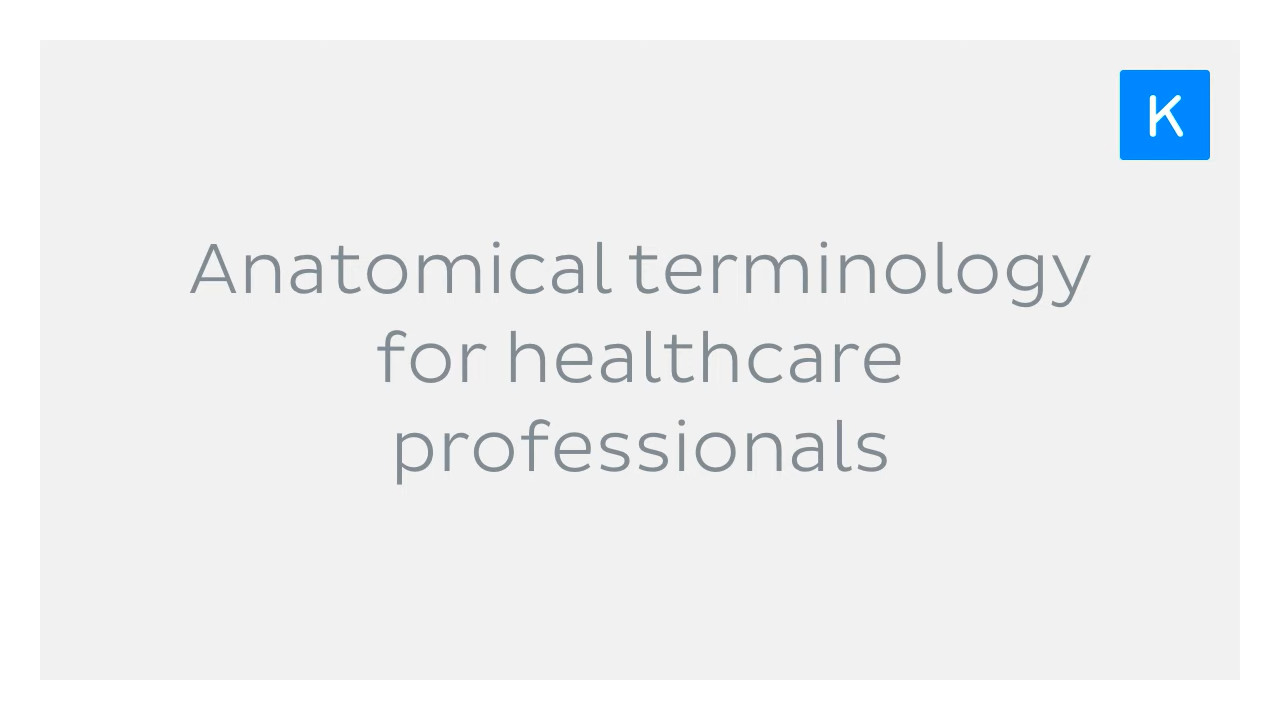 K
Anatomical terminology
for healthcare
professionals